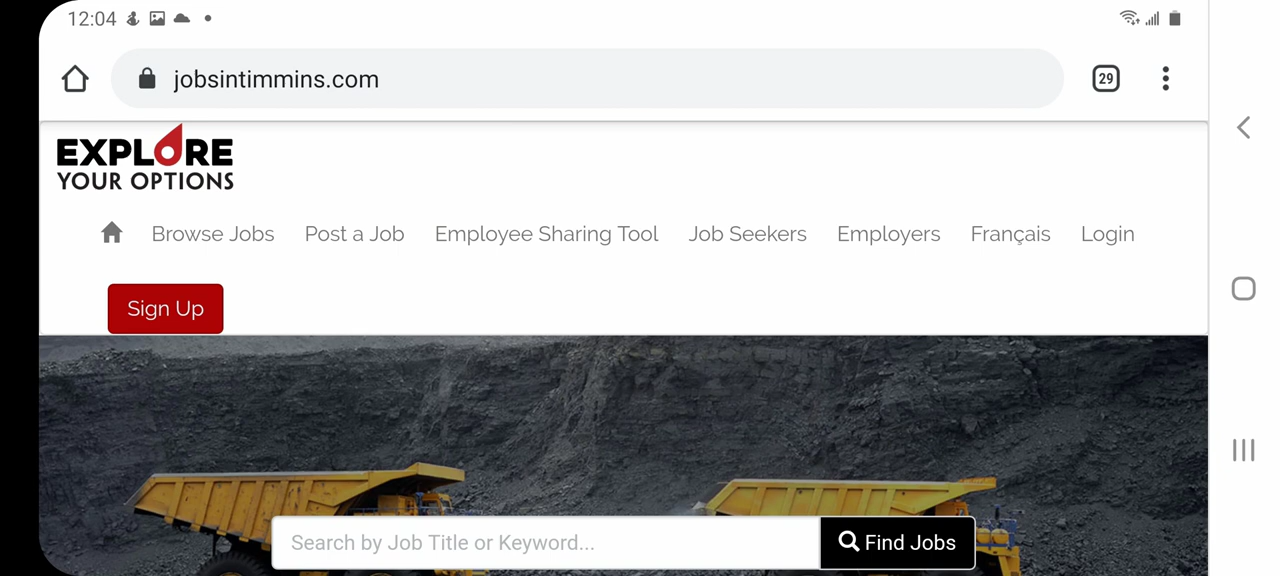 12:04
jobsintimmins.com
29
EXPLORE
YOUR OPTIONS
Browse Jobs Post a Job Employee Sharing Tool Job Seekers Employers Français Login
Sign Up
Search by Job Title or Keyword...
Find Jobs